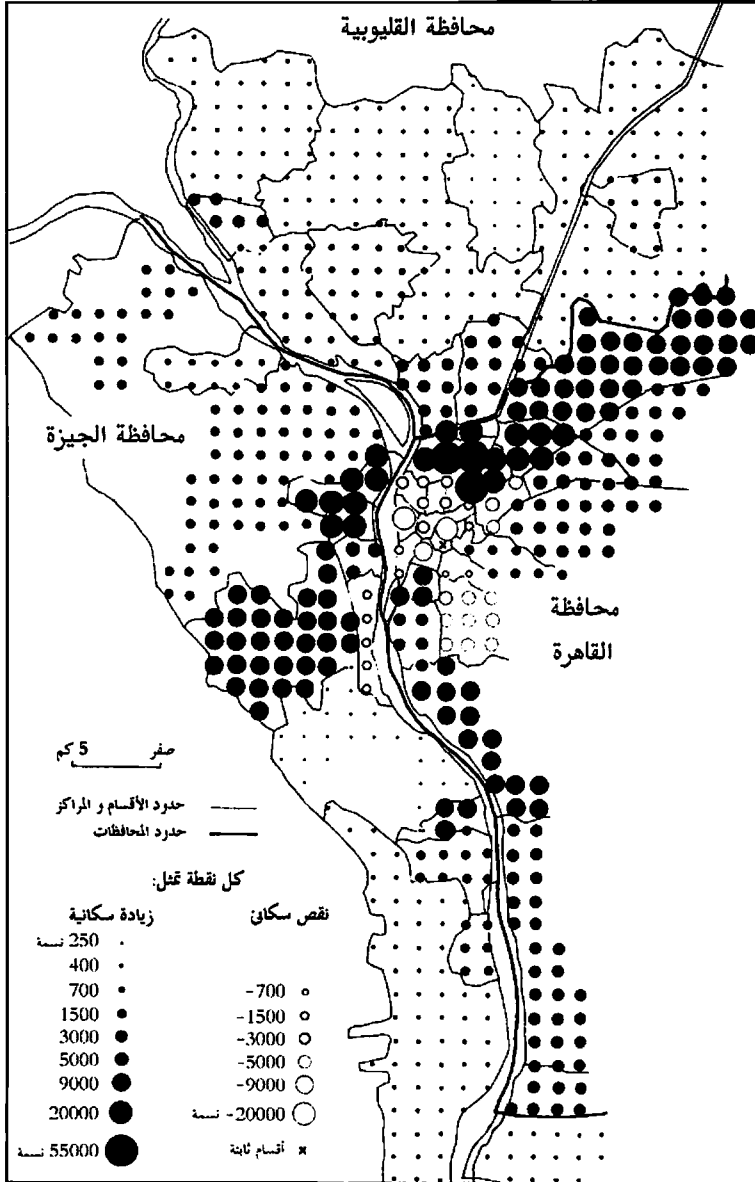 محافظة القليوبية
محافظة الجيزة
محافظة
القاهرة
صفر 5 كم
حدود الأقسام و المراكز
حدود المحافظات
كل نقطة تمثل:
زيادة سكانية
250 نسمة
400
700
1500
3000
5000
9000
20000
55000 نسمة
نقص سكانى
-700
-1500
-3000
-5000
-9000
-20000 نسمة
أقسام ثابتة